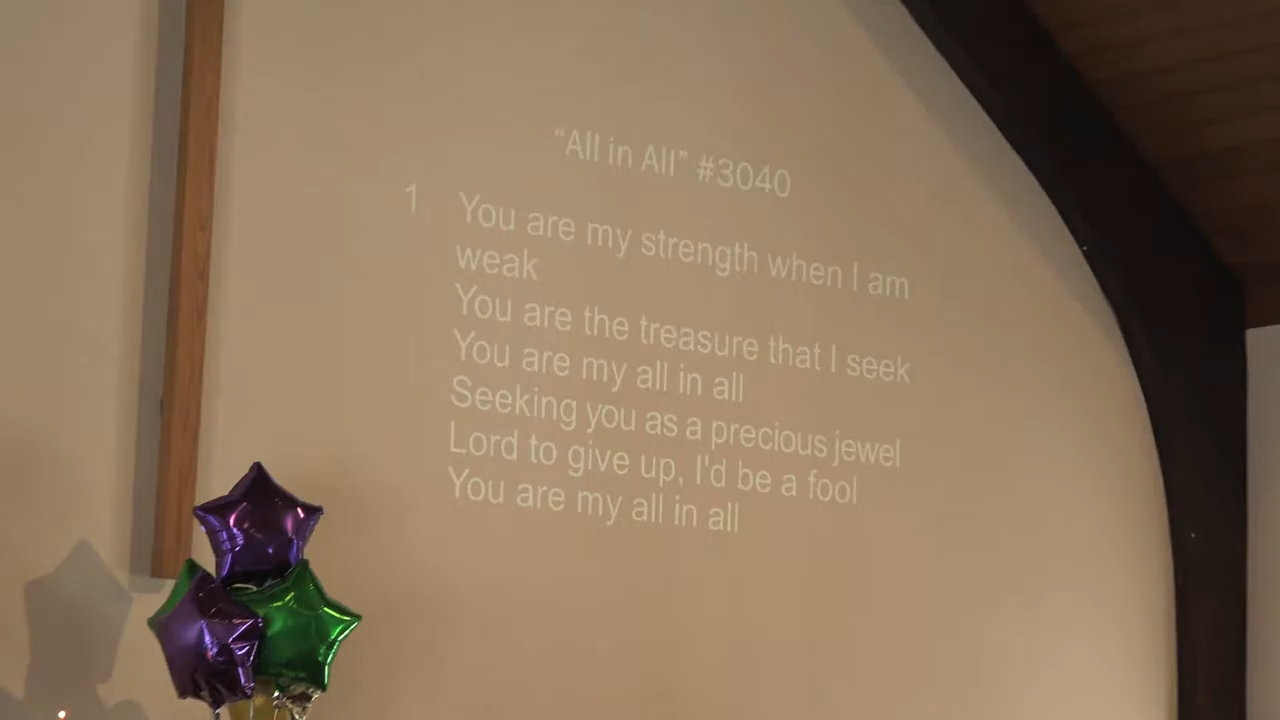 “All in All” #3040
1. You are my strength when I am
weak
You are the treasure that I seek
You are my all in all
Seeking you as a precious jewel
Lord to give up, I'd be a fool
You are my all in all